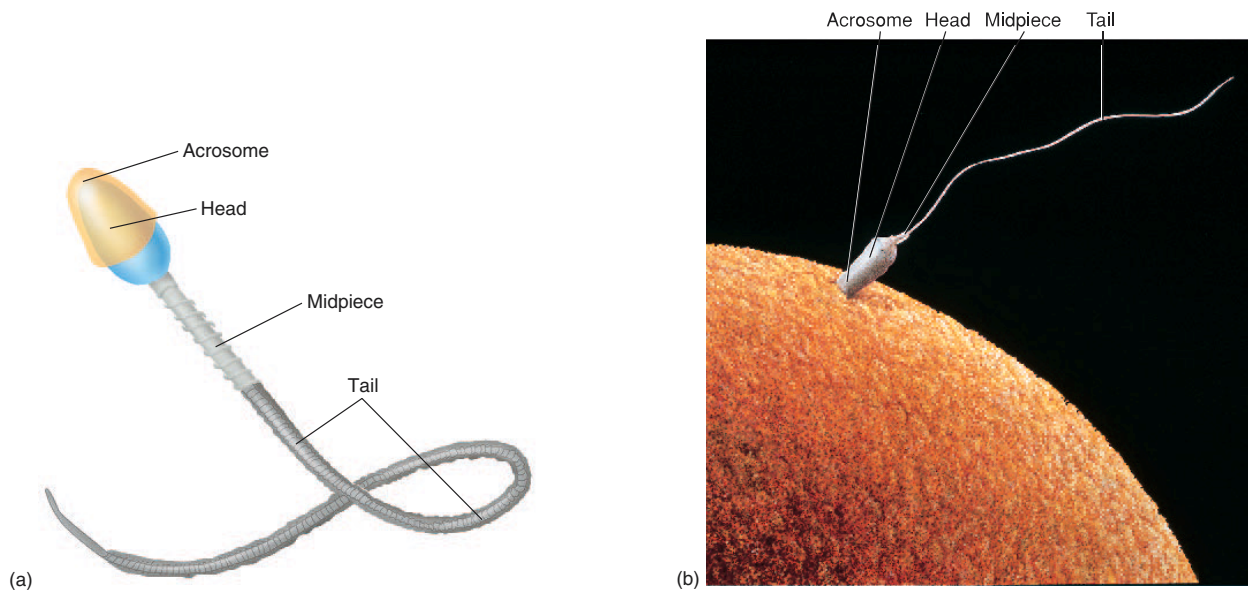 Acrosome
Head
Midpiece
Tail
(a)
Acrosome Head Midpiece Tail
(b)